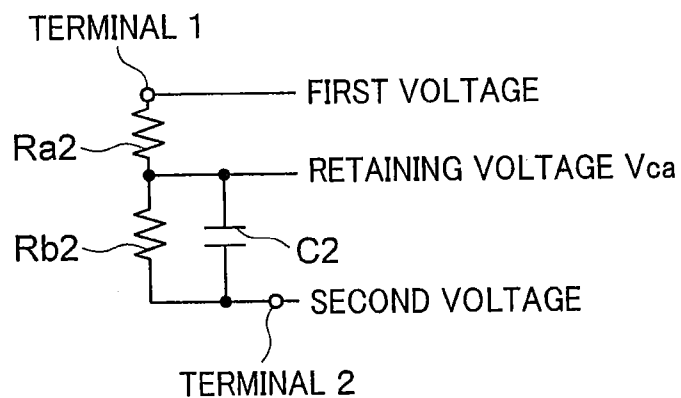 TERMINAL 1
FIRST VOLTAGE
Ra2
RETAINING VOLTAGE Vca
Rb2
C2
SECOND VOLTAGE
TERMINAL 2